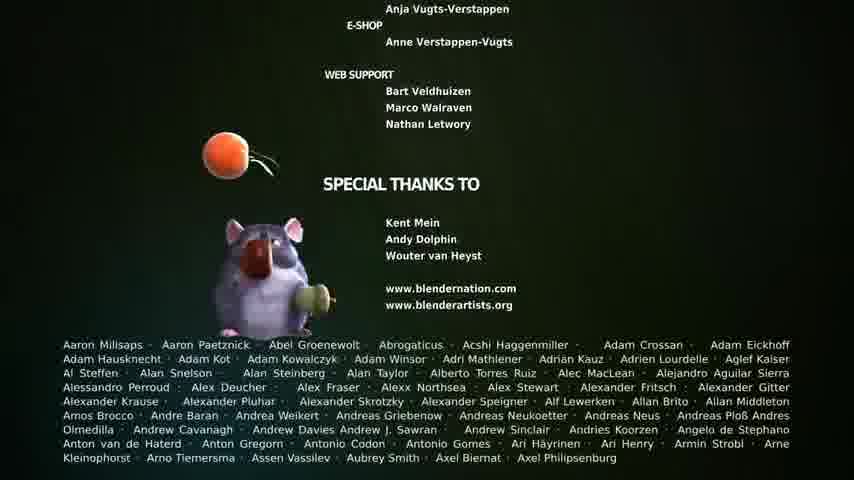 Anja Vugts-Verstappen
E-SHOP
Anne Verstappen-Vugts
WEB SUPPORT
Bart Veldhuizen
Marco Walraven
Nathan Letwory
SPECIAL THANKS TO
Kent Mein
Andy Dolphin
Wouter van Heyst
www.blendernation.com
www.blenderartists.org
Aaron Millsaps · Aaron Paetznick · Abel Groenewolt · Abrogaticus · Acshi Haggenmiller · Adam Crossan · Adam Eickhoff
Adam Hausknecht · Adam Kot · Adam Kowalczyk · Adam Winsor · Adri Mathlener · Adrian Kauz · Adrien Lourdelle · Aglef Kaiser
Al Steffen · Alan Snelson · Alan Steinberg · Alan Taylor · Alberto Torres Ruiz · Alec MacLean · Alejandro Aguilar Sierra
Alessandro Perroud · Alex Deucher · Alex Fraser · Alexx Northsea · Alex Stewart · Alexander Fritsch · Alexander Gitter
Alexander Krause · Alexander Pluhar · Alexander Skrotzky · Alexander Speigner · Alf Lewerken · Allan Brito · Allan Middleton
Amos Brocco · Andre Baran · Andrea Weikert · Andreas Griebenow · Andreas Neukoetter · Andreas Neus · Andreas Ploß Andres
Olmedilla · Andrew Cavanagh · Andrew Davies Andrew J. Sawran · Andrew Sinclair · Andries Koorzen · Angelo de Stephano
Anton van de Haterd · Anton Gregorn · Antonio Codon · Antonio Gomes · Ari Häyrinen · Ari Henry · Armin Strobl · Arne
Kleinophorst · Arno Tiemersma · Assen Vassilev · Aubrey Smith · Axel Biernat · Axel Philipsenburg